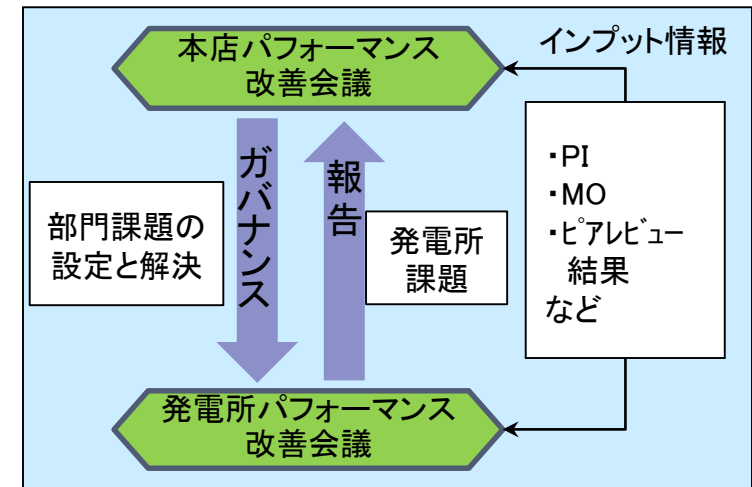 本店パフォーマンス
改善会議
インプット情報
ガバナンス
報告
部門課題の
設定と解決
発電所
課題
・PI
・MO
・ﾋﾟｱﾚﾋﾞｭｰ
結果
など
発電所パフォーマンス
改善会議